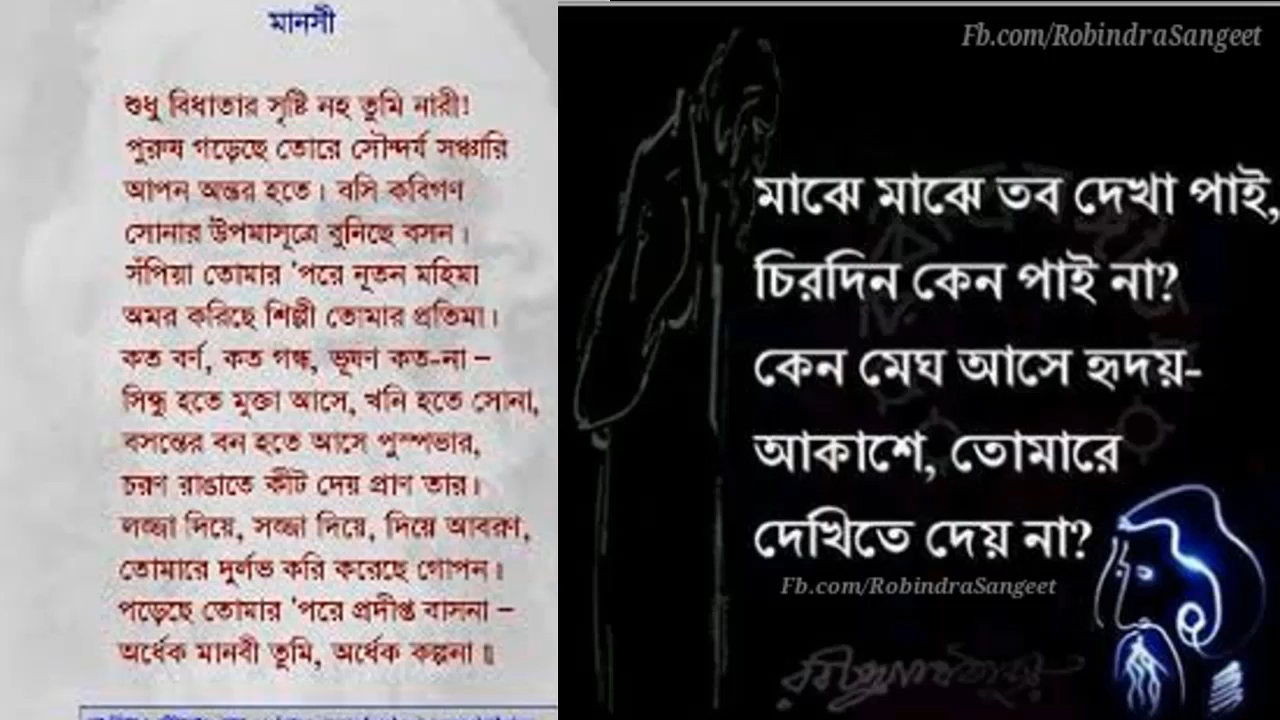 মানসী
শুধু বিধাতার সৃষ্টি নহ তুমি নারী!
পুরুষ গড়েছে তোরে সৌন্দর্য সঞ্চারি
আপন অন্তর হতে। বসি কবিগণ
সোনার উপমাসূত্রে বুনিছে বসন।
সঁপিয়া তোমার 'পরে নূতন মহিমা
অমর করিছে শিল্পী তোমার প্রতিমা।
কত বর্ণ, কত গন্ধ, ভূষণ কত-না –
সিন্ধু হতে মুক্তা আসে, খনি হতে সোনা,
বসন্তের বন হতে আসে পুষ্পভার,
চরণ রাঙাতে কীট দেয় প্রাণ তার।
লজ্জা দিয়ে, সজ্জা দিয়ে, দিয়ে আবরণ,
তোমারে দুর্লভ করি করেছে গোপন।
পড়েছে তোমার 'পরে প্রদীপ্ত বাসনা –
অর্ধেক মানবী তুমি, অর্ধেক কল্পনা॥
Fb.com/RobindraSangeet
মাঝে মাঝে তব দেখা পাই,
চিরদিন কেন পাই না?
কেন মেঘ আসে হৃদয়-
আকাশে, তোমারে
দেখিতে দেয় না?
Fb.com/RobindraSangeet